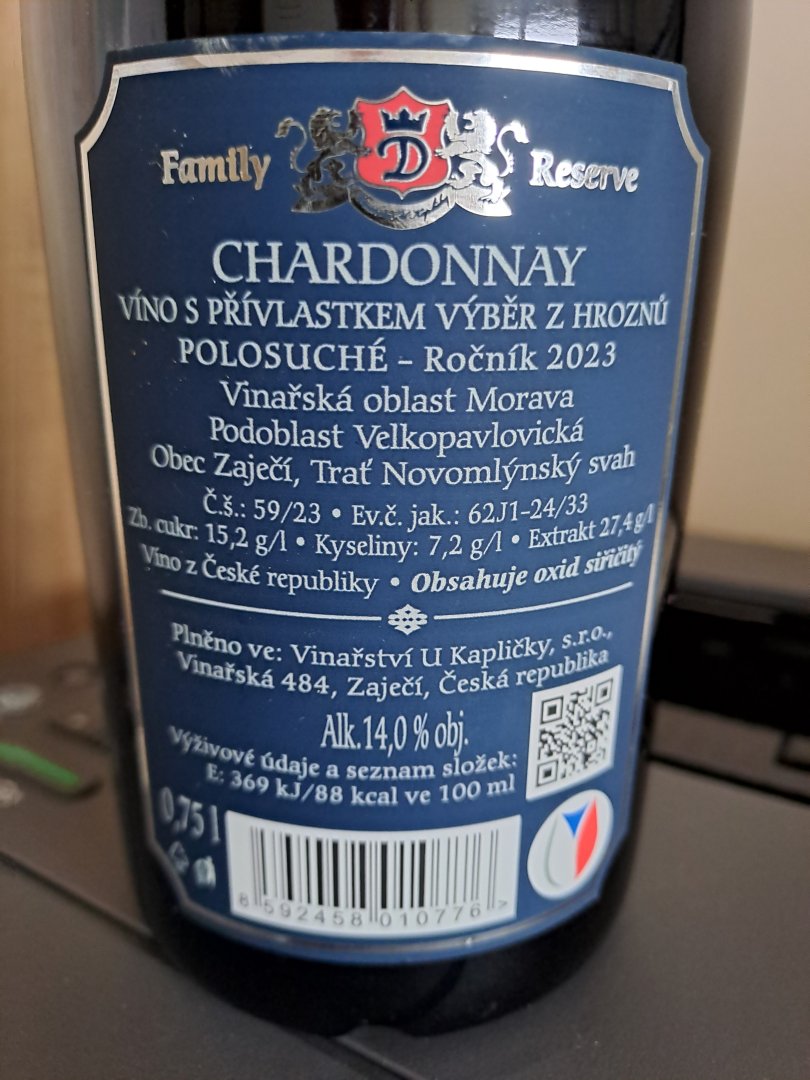 Family D Reserve
CHARDONNAY
VÍNO S PŘÍVLASTKEM VÝBĚR Z HROZNŮ
POLOSUCHÉ – Ročník 2023
Vinařská oblast Morava
Podoblast Velkopavlovická
Obec Zaječí, Trať Novomlýnský svah
Č.š.: 59/23 • Ev.č. jak.: 62J1-24/33
Zb. cukr: 15,2 g/l • Kyseliny: 7,2 g/l • Extrakt 27,4 g/l
Víno z České republiky • Obsahuje oxid siřičitý
Plněno ve: Vinařství U Kapličky, s.r.o.,
Vinařská 484, Zaječí, Česká republika
Alk.14,0 % obj.
Výživové údaje a seznam složek:
E: 369 kJ/88 kcal ve 100 ml
0,75 l
8 592458 010776 >